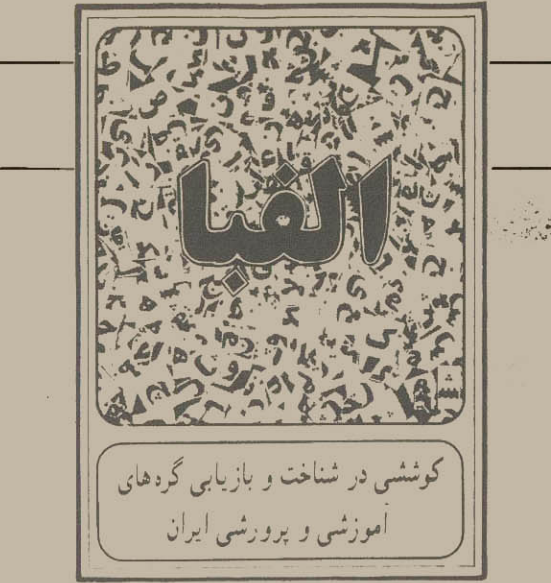 الفبا
کوششی در شناخت و بازیابی گره‌های
آموزشی و پرورشی ایران